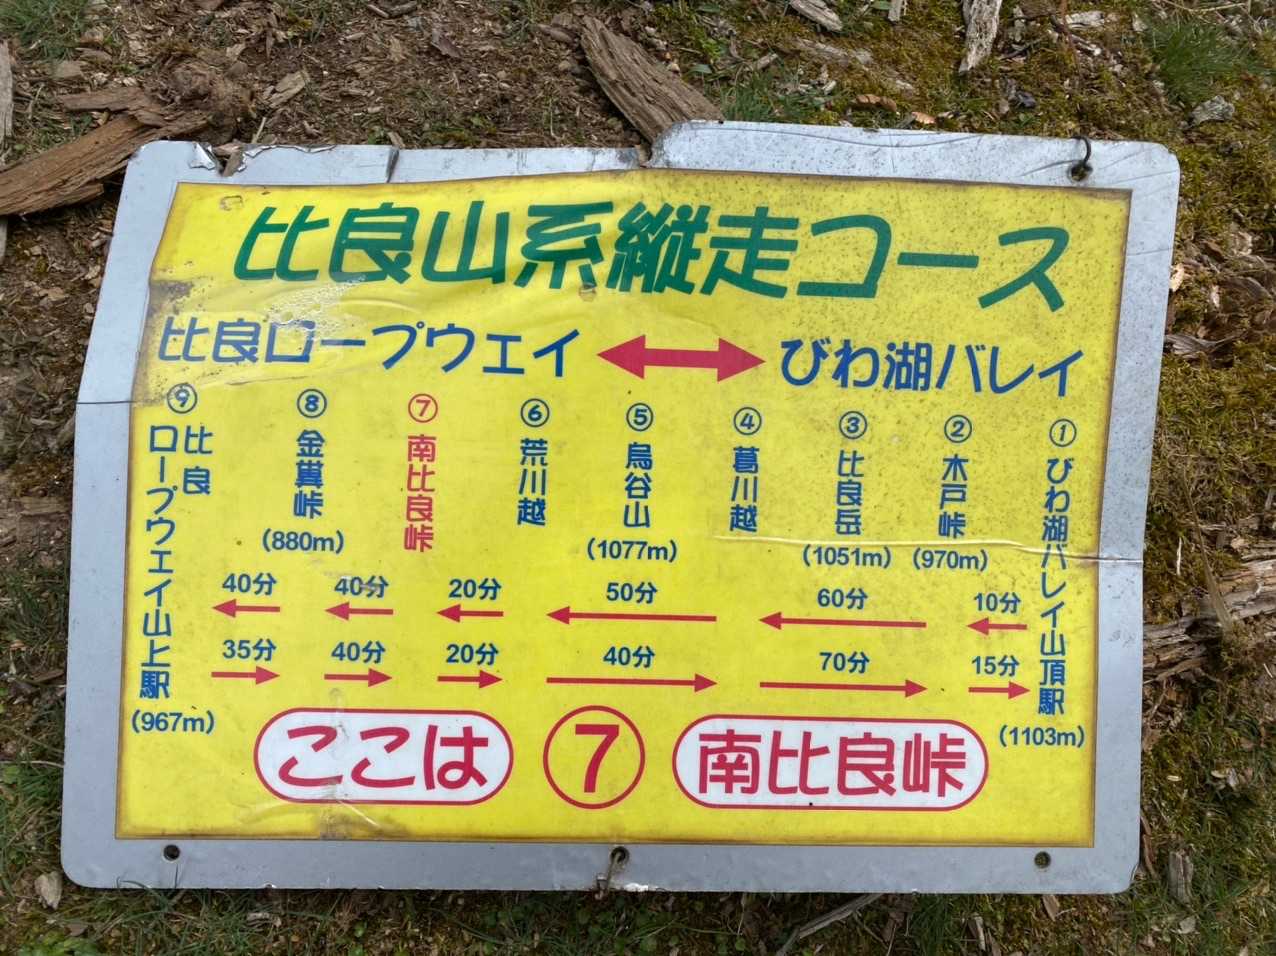 比良山系縦走コース
比良ロープウェイ ⟷ びわ湖バレイ
⑨ 比良ロープウェイ山上駅 (967m)
⑧ 金糞峠 (880m)
⑦ 南比良峠
⑥ 荒川越
⑤ 烏谷山 (1077m)
④ 葛川越
③ 比良岳 (1051m)
② 木戸峠 (970m)
① びわ湖バレイ山頂駅 (1103m)
40分 40分 20分 50分 60分 10分
35分 40分 20分 40分 70分 15分
ここは ⑦ 南比良峠